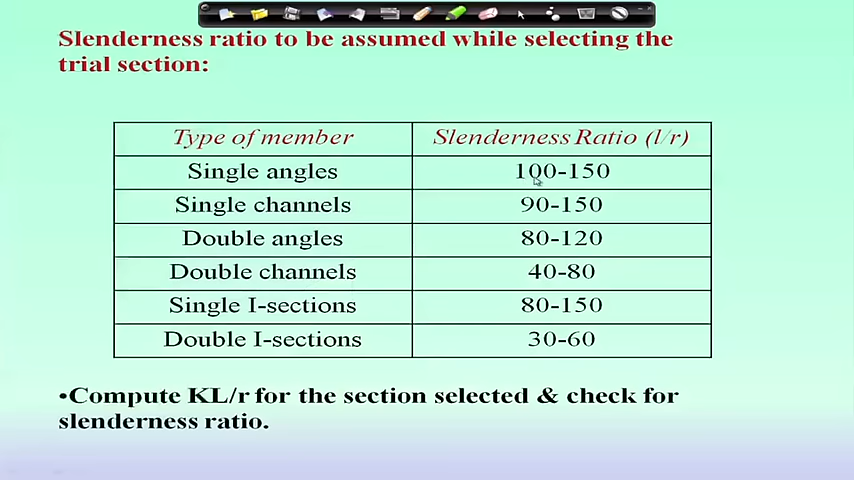 Slenderness ratio to be assumed while selecting the
trial section:
Type of member Slenderness Ratio (l/r)
Single angles 100-150
Single channels 90-150
Double angles 80-120
Double channels 40-80
Single I-sections 80-150
Double I-sections 30-60
•Compute KL/r for the section selected & check for
slenderness ratio.